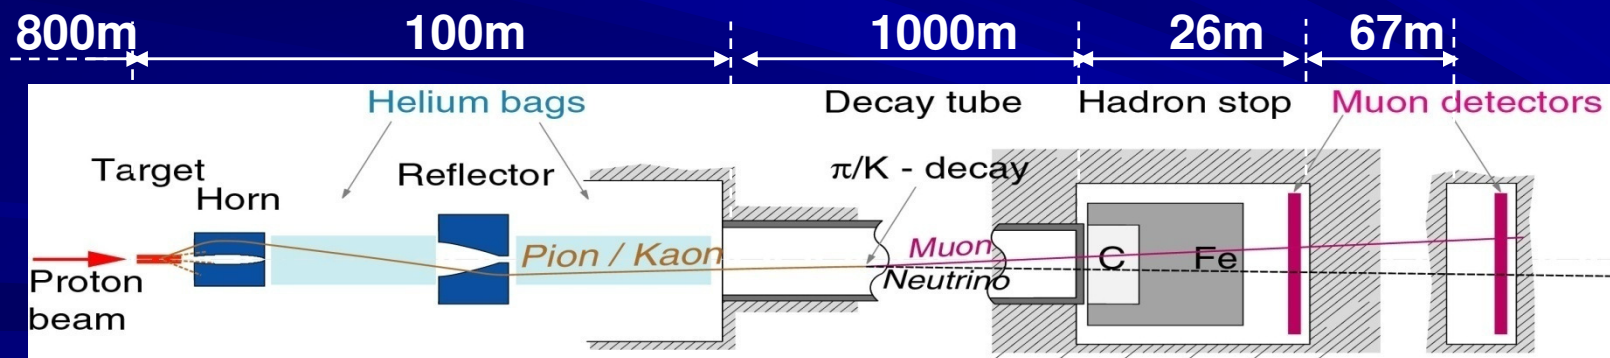 800m
100m
1000m
26m
67m
Helium bags
Decay tube
Hadron stop
Muon detectors
Target
Reflector
π/K - decay
Horn
Pion / Kaon
Muon
C
Fe
Proton
beam
Neutrino